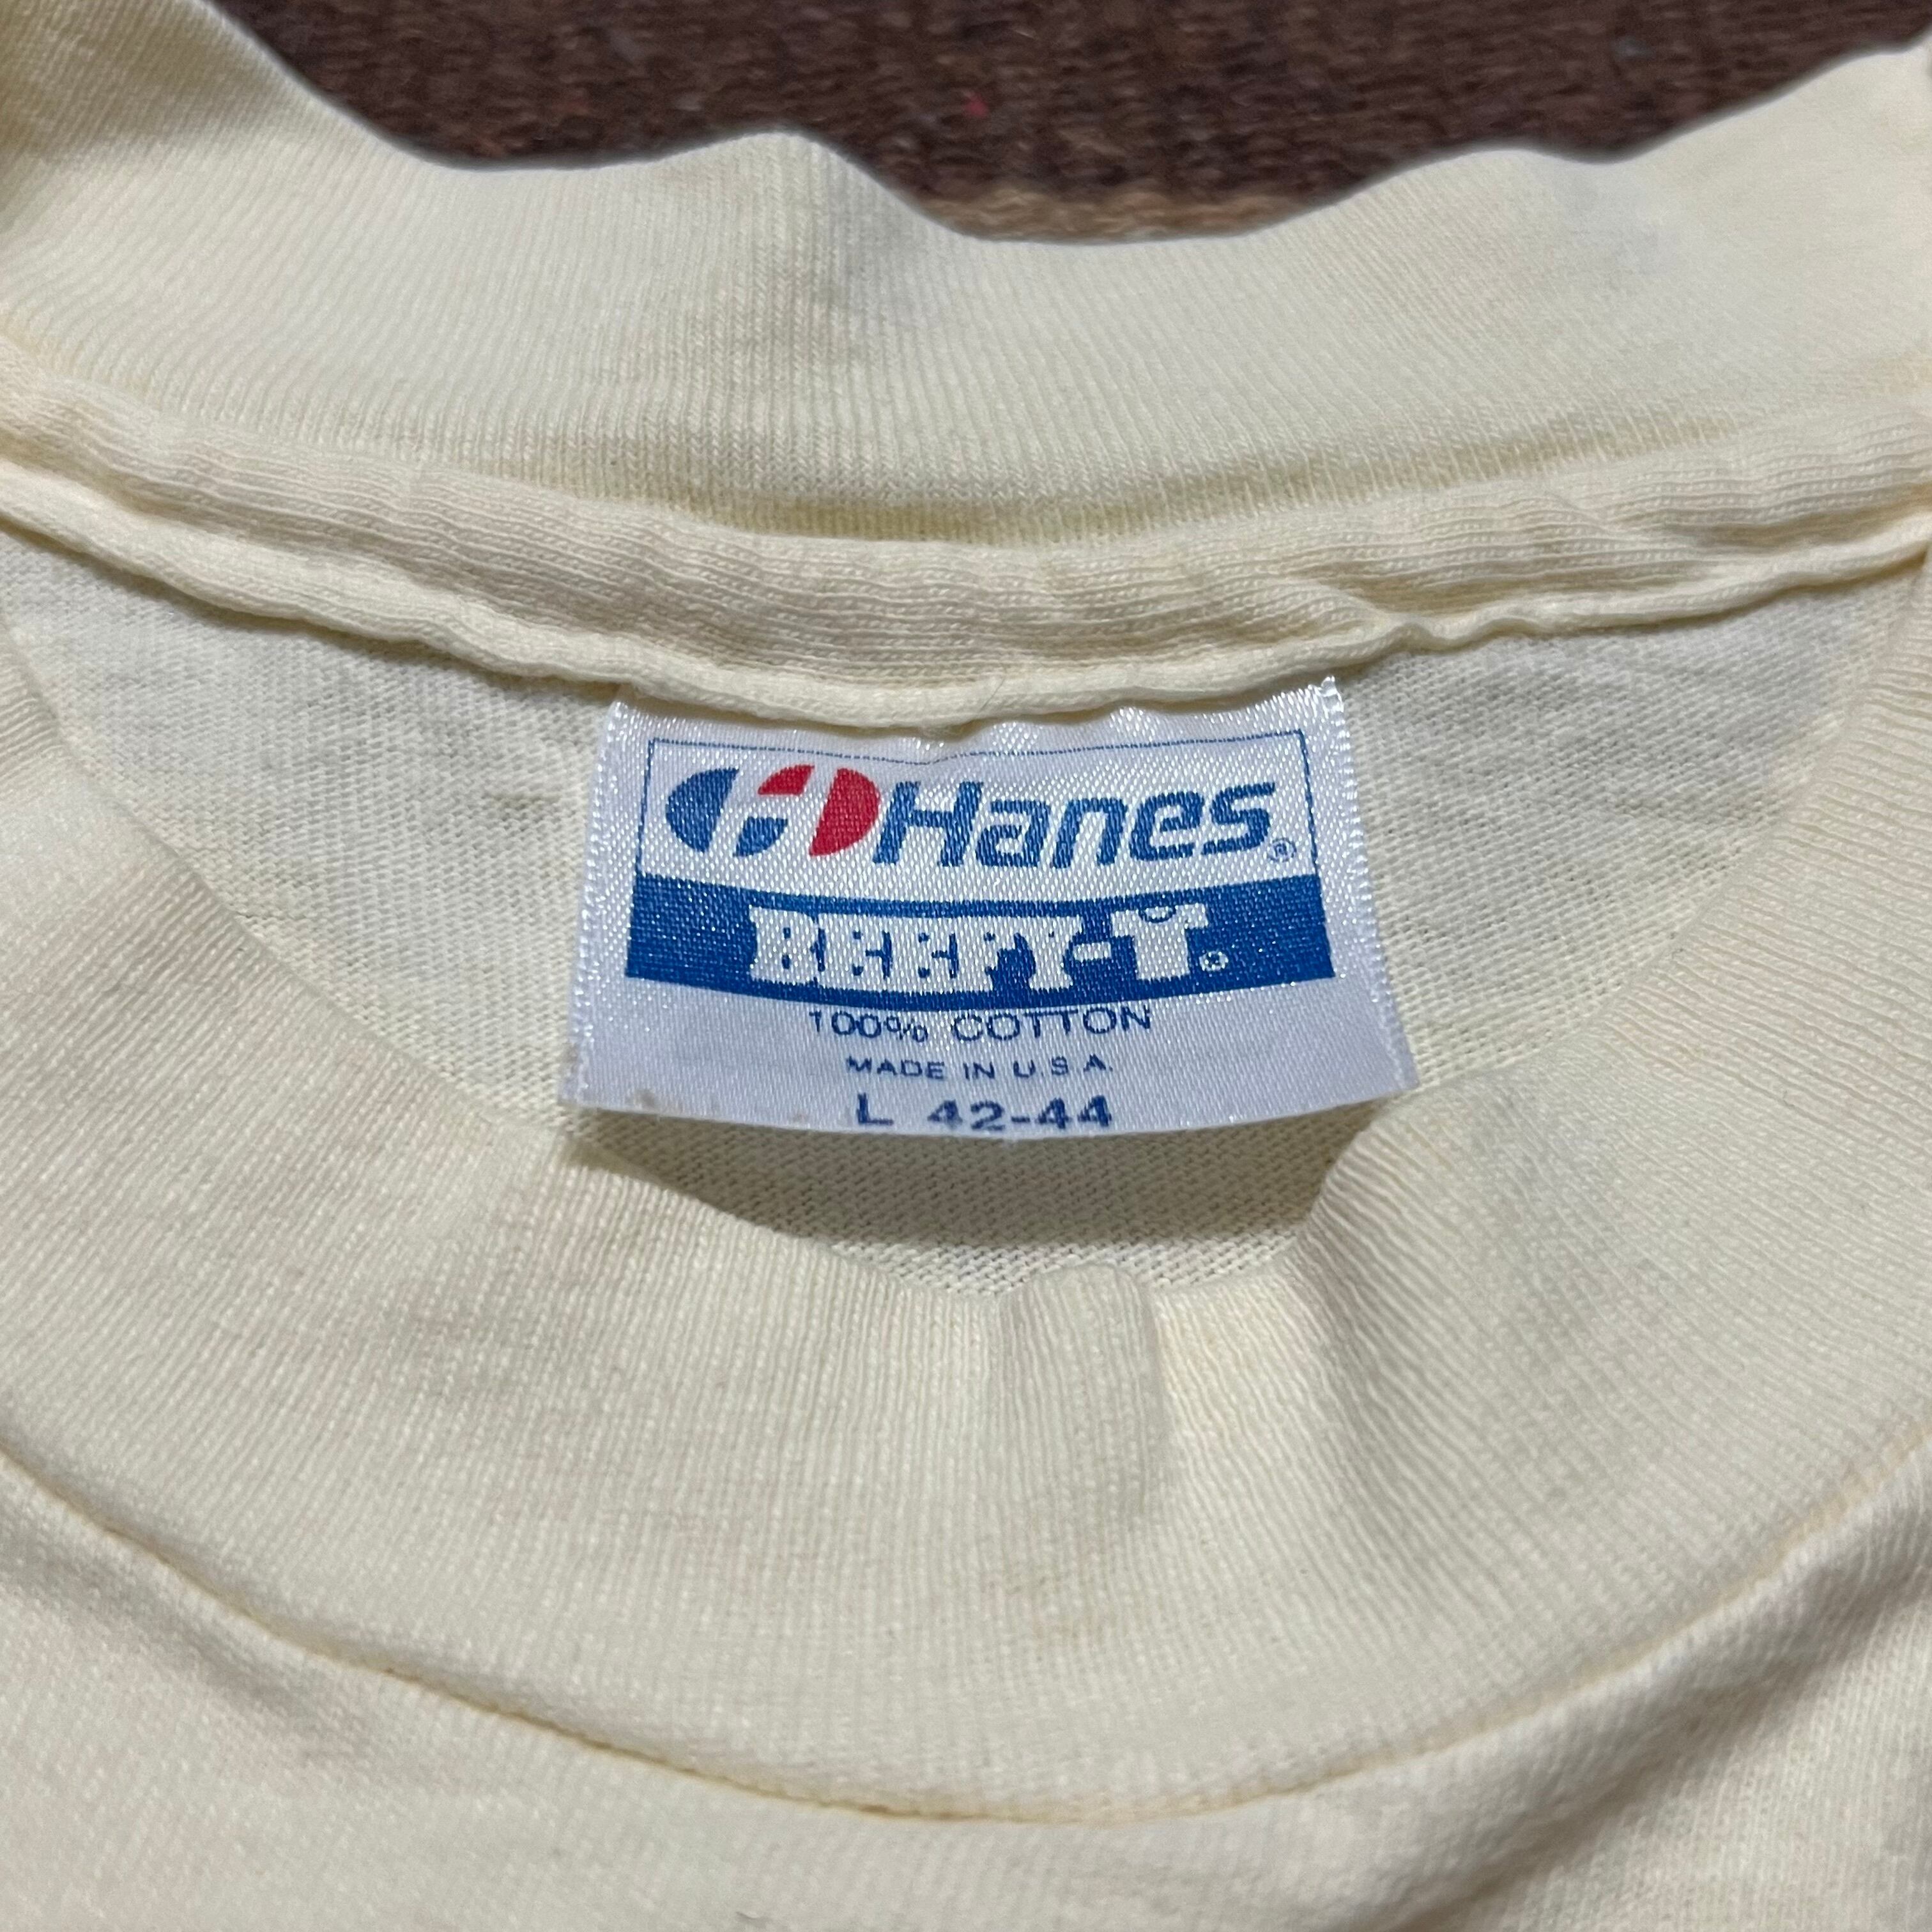 Hanes®
BEEFY-T®
100% COTTON
MADE IN U.S.A.
L 42-44